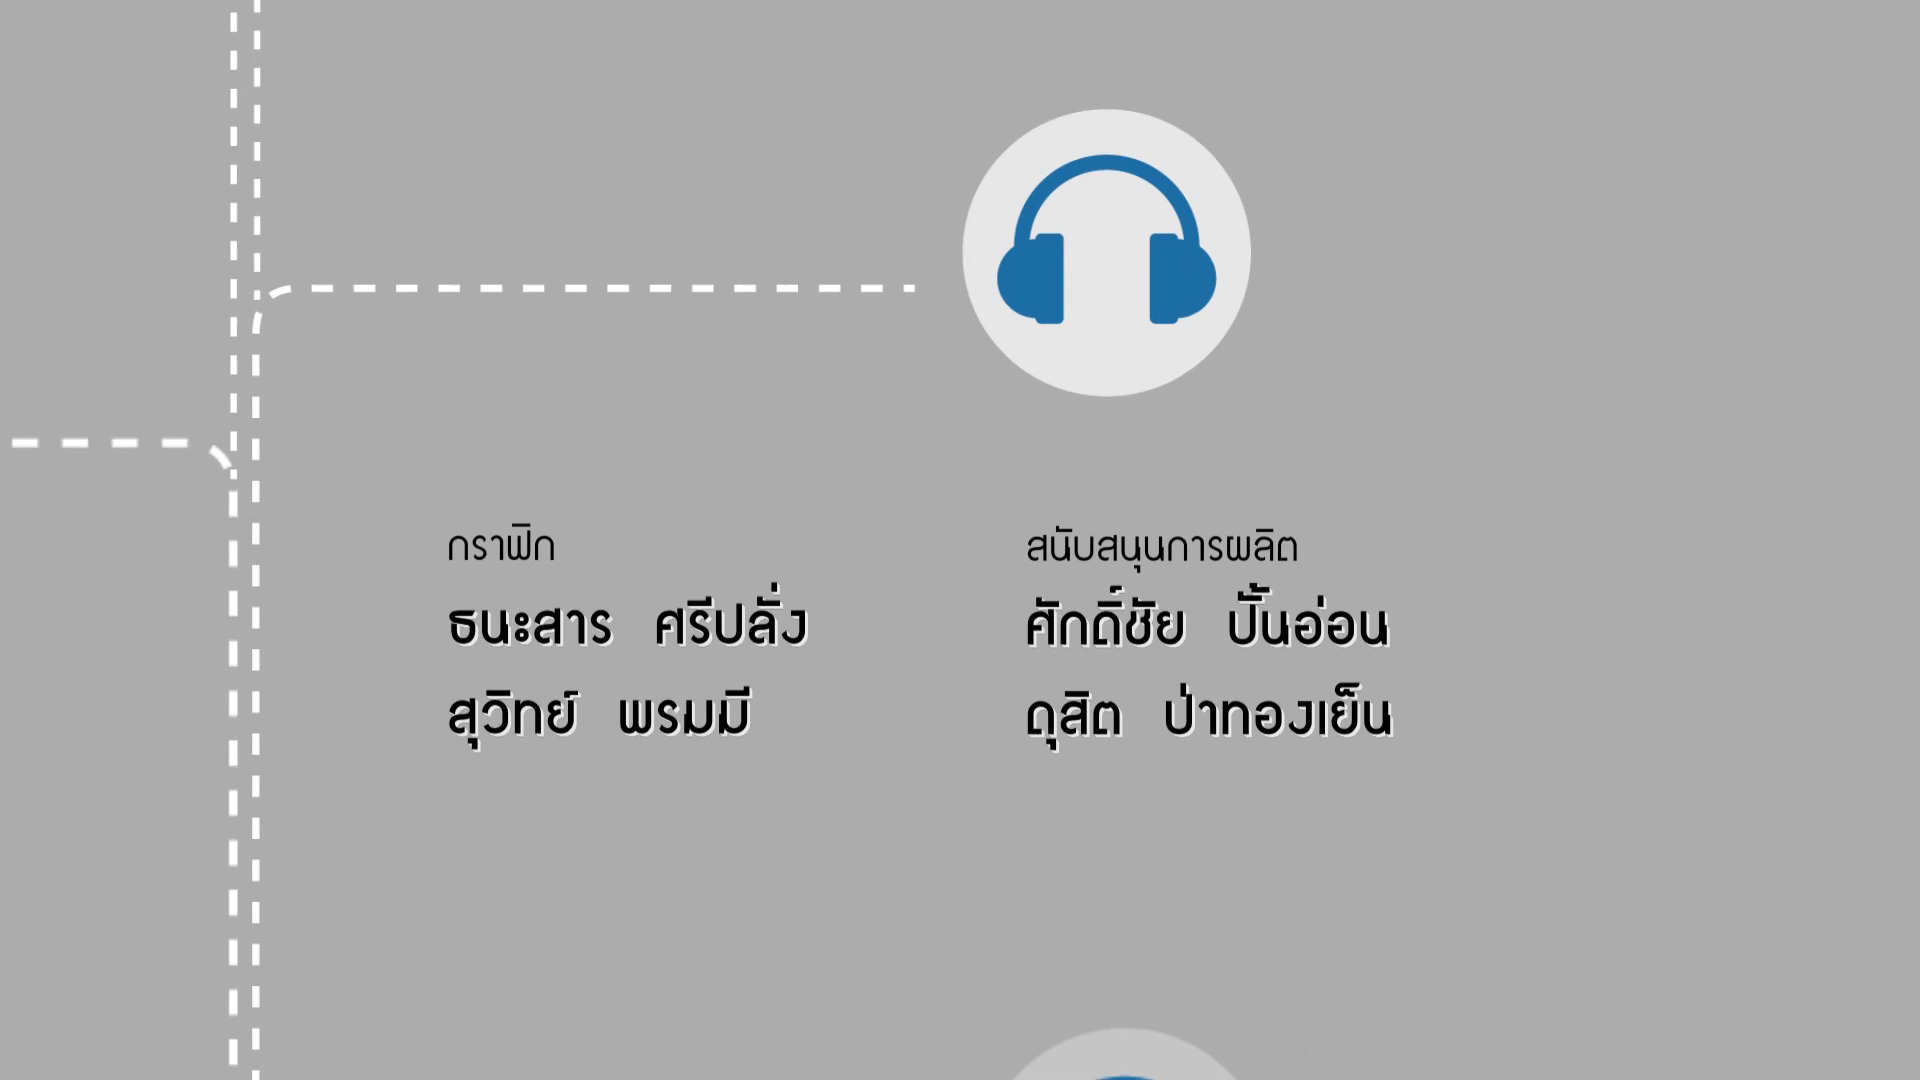 กราฟิก
ธนะสาร ศรีปลั่ง
สุวิทย์ พรมมี
สนับสนุนการผลิต
ศักดิ์ชัย ปั้นอ่อน
ดุสิต ป่าทองเย็น